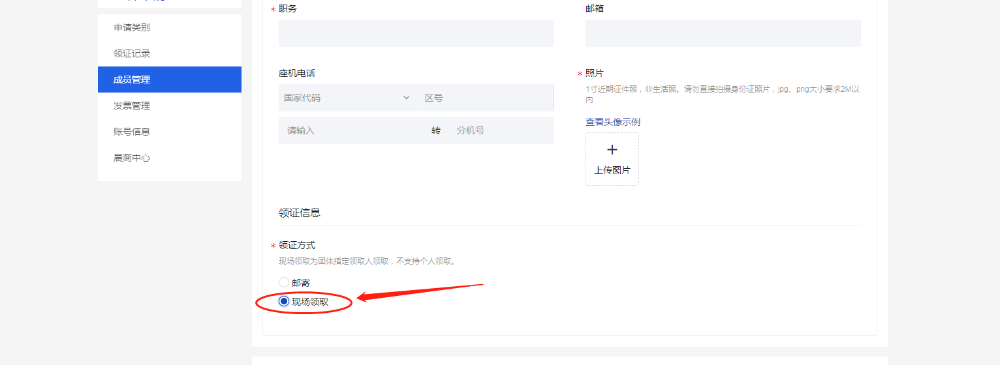 申请类别
领证记录
成员管理
发票管理
账号信息
展商中心
* 职务
邮箱
座机电话
国家代码
区号
请输入
转
分机号
* 照片
1寸近期证件照，非生活照。请勿直接拍摄身份证照片，jpg、png大小要求2M以
内
查看头像示例
+
上传图片
领证信息
* 领证方式
现场领取为团体指定领取人领取，不支持个人领取。
邮寄
现场领取